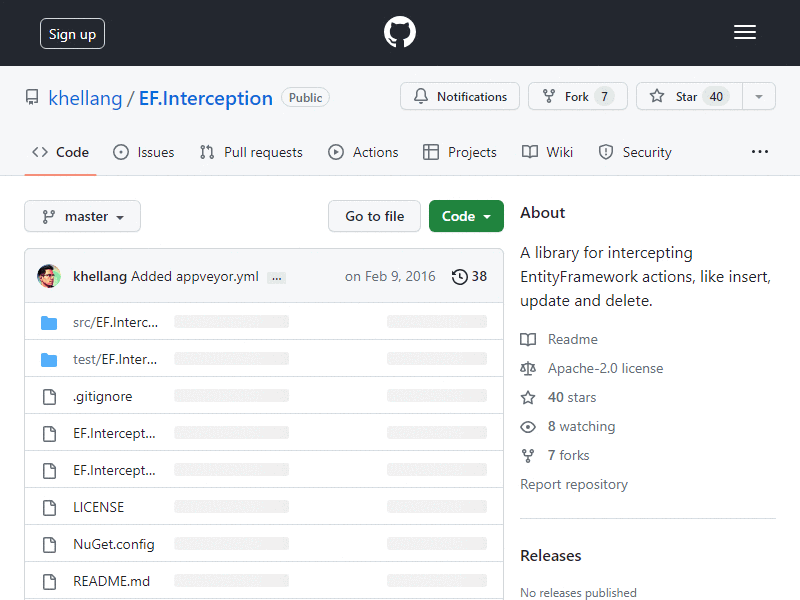 Sign up
khellang / EF.Interception Public
Notifications
Fork 7
Star 40
Code
Issues
Pull requests
Actions
Projects
Wiki
Security
master
Go to file
Code
khellang Added appveyor.yml ... on Feb 9, 2016 38
src/EF.Interc...
test/EF.Inter...
.gitignore
EF.Intercept...
EF.Intercept...
LICENSE
NuGet.config
README.md
About
A library for intercepting
EntityFramework actions, like insert,
update and delete.
Readme
Apache-2.0 license
40 stars
8 watching
7 forks
Report repository
Releases
No releases published